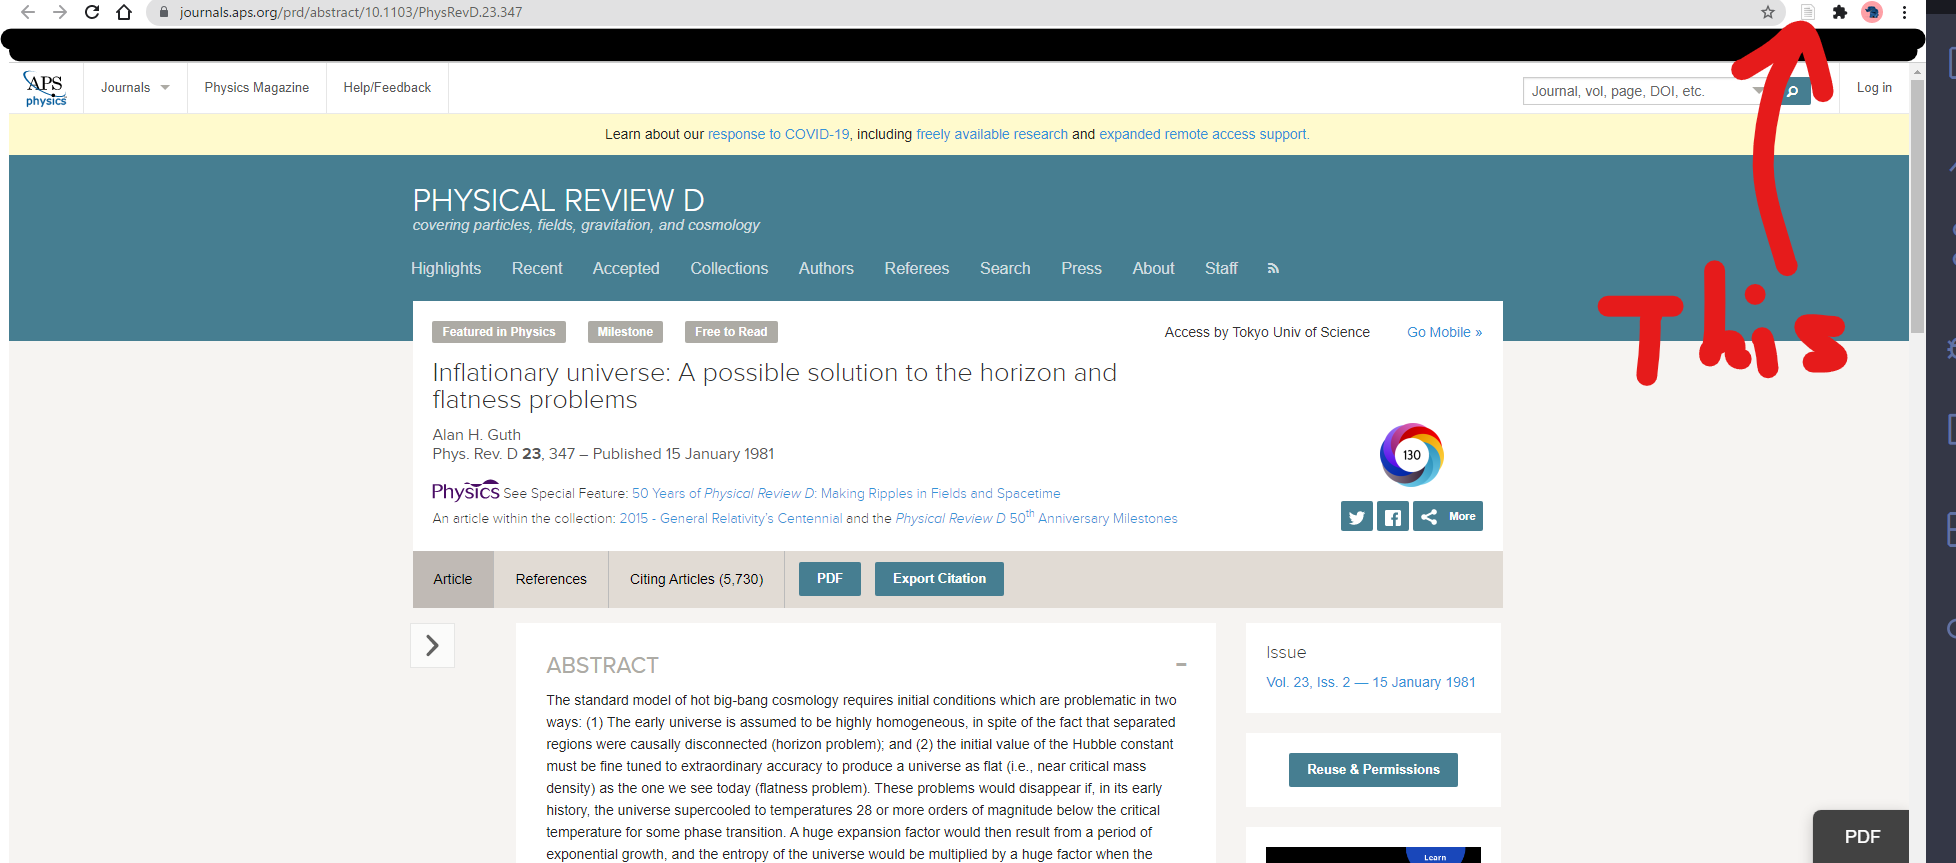 journals.aps.org/prd/abstract/10.1103/PhysRevD.23.347
APS
physics
Journals
Physics Magazine
Help/Feedback
Journal, vol, page, DOI, etc.
Log in
Learn about our response to COVID-19, including freely available research and expanded remote access support.
PHYSICAL REVIEW D
covering particles, fields, gravitation, and cosmology
Highlights Recent Accepted Collections Authors Referees Search Press About Staff
This
Featured in Physics Milestone Free to Read
Access by Tokyo Univ of Science Go Mobile »
Inflationary universe: A possible solution to the horizon and
flatness problems
Alan H. Guth
Phys. Rev. D 23, 347 – Published 15 January 1981
130
Physics See Special Feature: 50 Years of Physical Review D: Making Ripples in Fields and Spacetime
An article within the collection: 2015 - General Relativity's Centennial and the Physical Review D 50th Anniversary Milestones
More
Article References Citing Articles (5,730) PDF Export Citation
ABSTRACT
The standard model of hot big-bang cosmology requires initial conditions which are problematic in two
ways: (1) The early universe is assumed to be highly homogeneous, in spite of the fact that separated
regions were causally disconnected (horizon problem); and (2) the initial value of the Hubble constant
must be fine tuned to extraordinary accuracy to produce a universe as flat (i.e., near critical mass
density) as the one we see today (flatness problem). These problems would disappear if, in its early
history, the universe supercooled to temperatures 28 or more orders of magnitude below the critical
temperature for some phase transition. A huge expansion factor would then result from a period of
exponential growth, and the entropy of the universe would be multiplied by a huge factor when the
Issue
Vol. 23, Iss. 2 — 15 January 1981
Reuse & Permissions
Learn
PDF